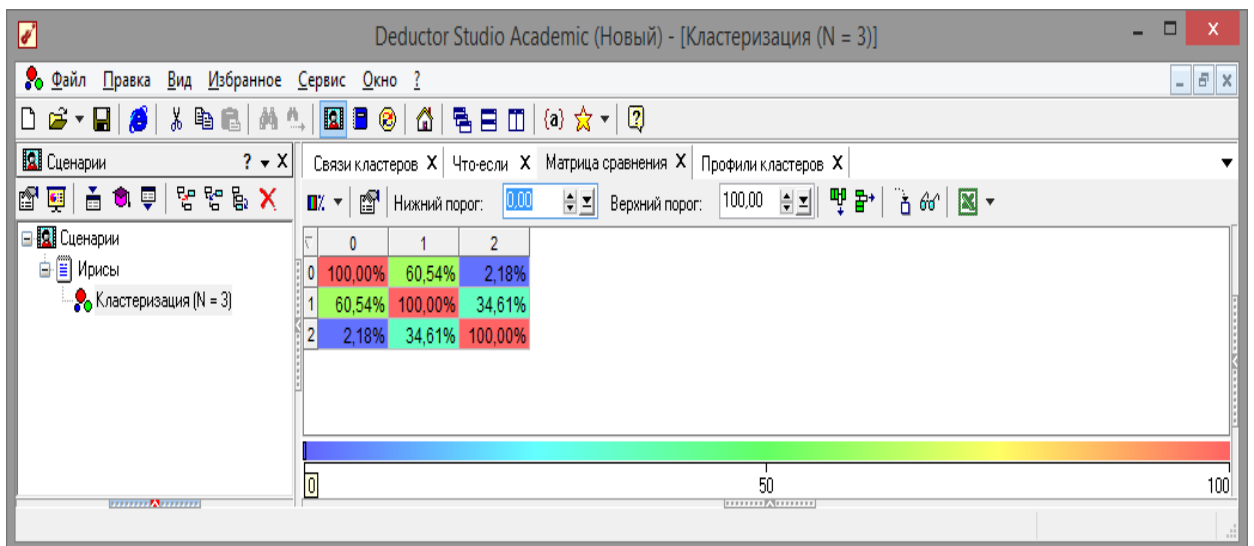 Deductor Studio Academic (Новый) - [Кластеризация (N = 3)]
Файл Правка Вид Избранное Сервис Окно ?
{a}
Сценарии ?
Связи кластеров X Что-если X Матрица сравнения X Профили кластеров X
Нижний порог: 0,00 Верхний порог: 100,00
Сценарии
Ирисы
Кластеризация (N = 3)
0 1 2
0 100,00% 60,54% 2,18%
1 60,54% 100,00% 34,61%
2 2,18% 34,61% 100,00%
0 50 100